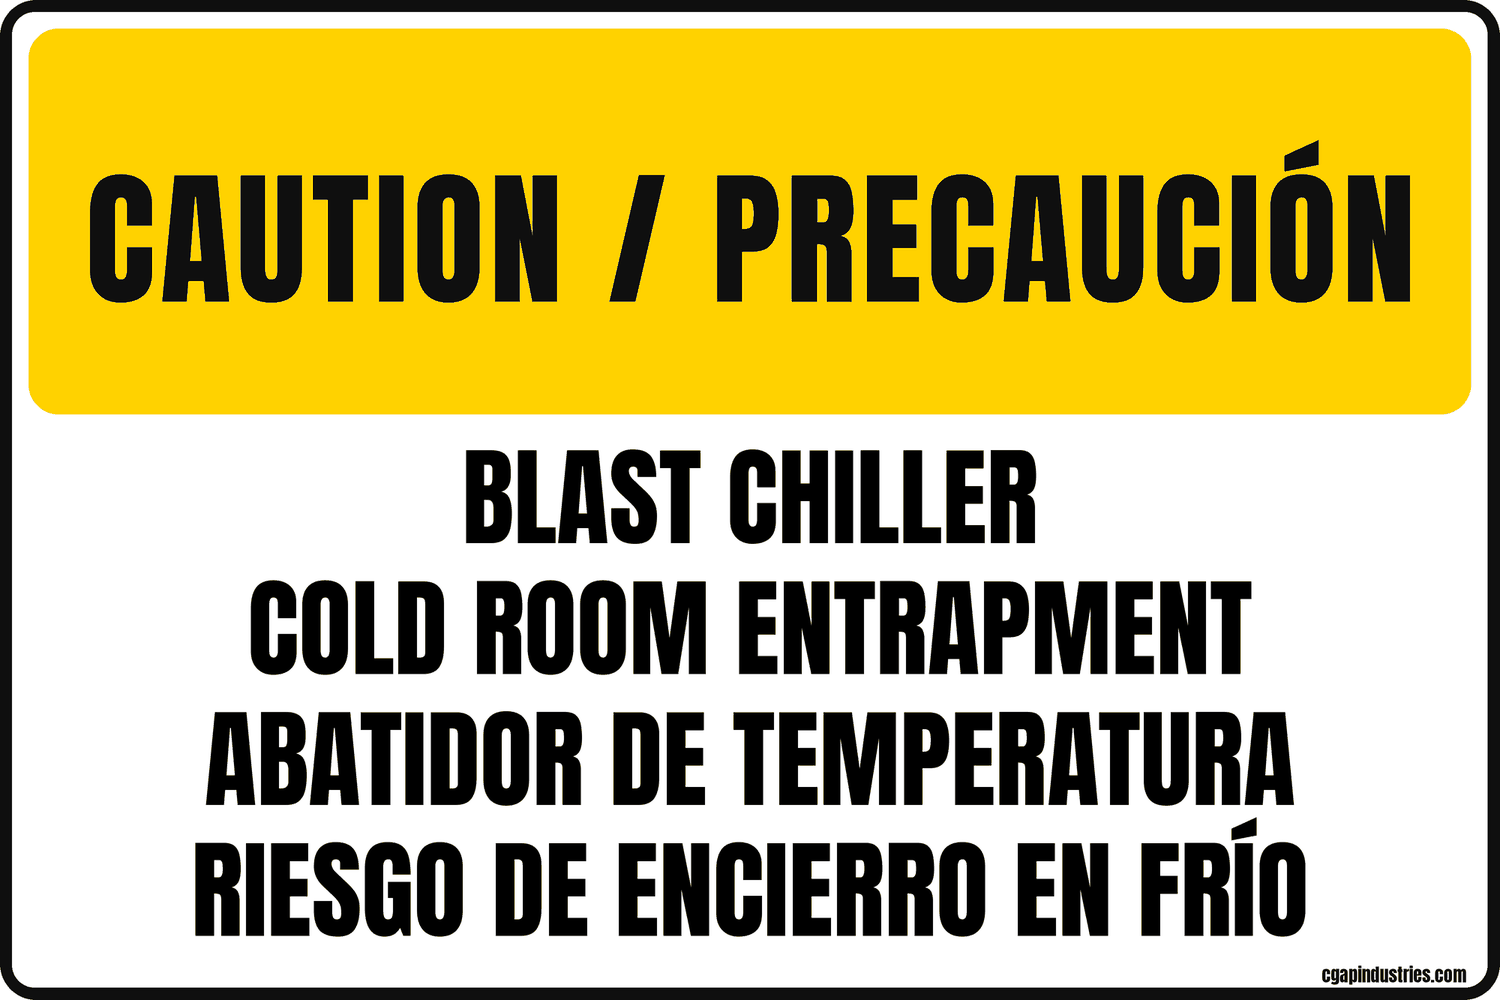 CAUTION / PRECAUCIÓN
BLAST CHILLER
COLD ROOM ENTRAPMENT
ABATIDOR DE TEMPERATURA
RIESGO DE ENCIERRO EN FRÍO
cgapindustries.com